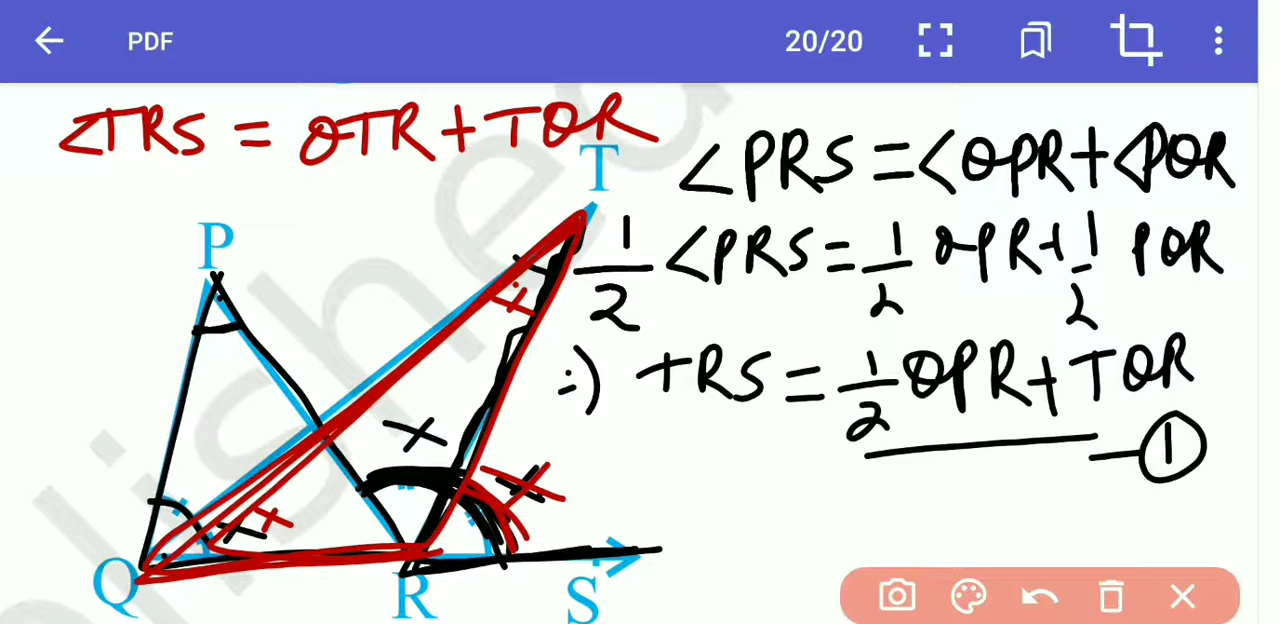 PDF
20/20
<TRS = QTR + TQR
<PRS = <QPR + <PQR
1/2 <PRS = 1/2 QPR + 1/2 PQR
∴) TRS = 1/2 QPR + TQR
①
T
P
Q
R
S